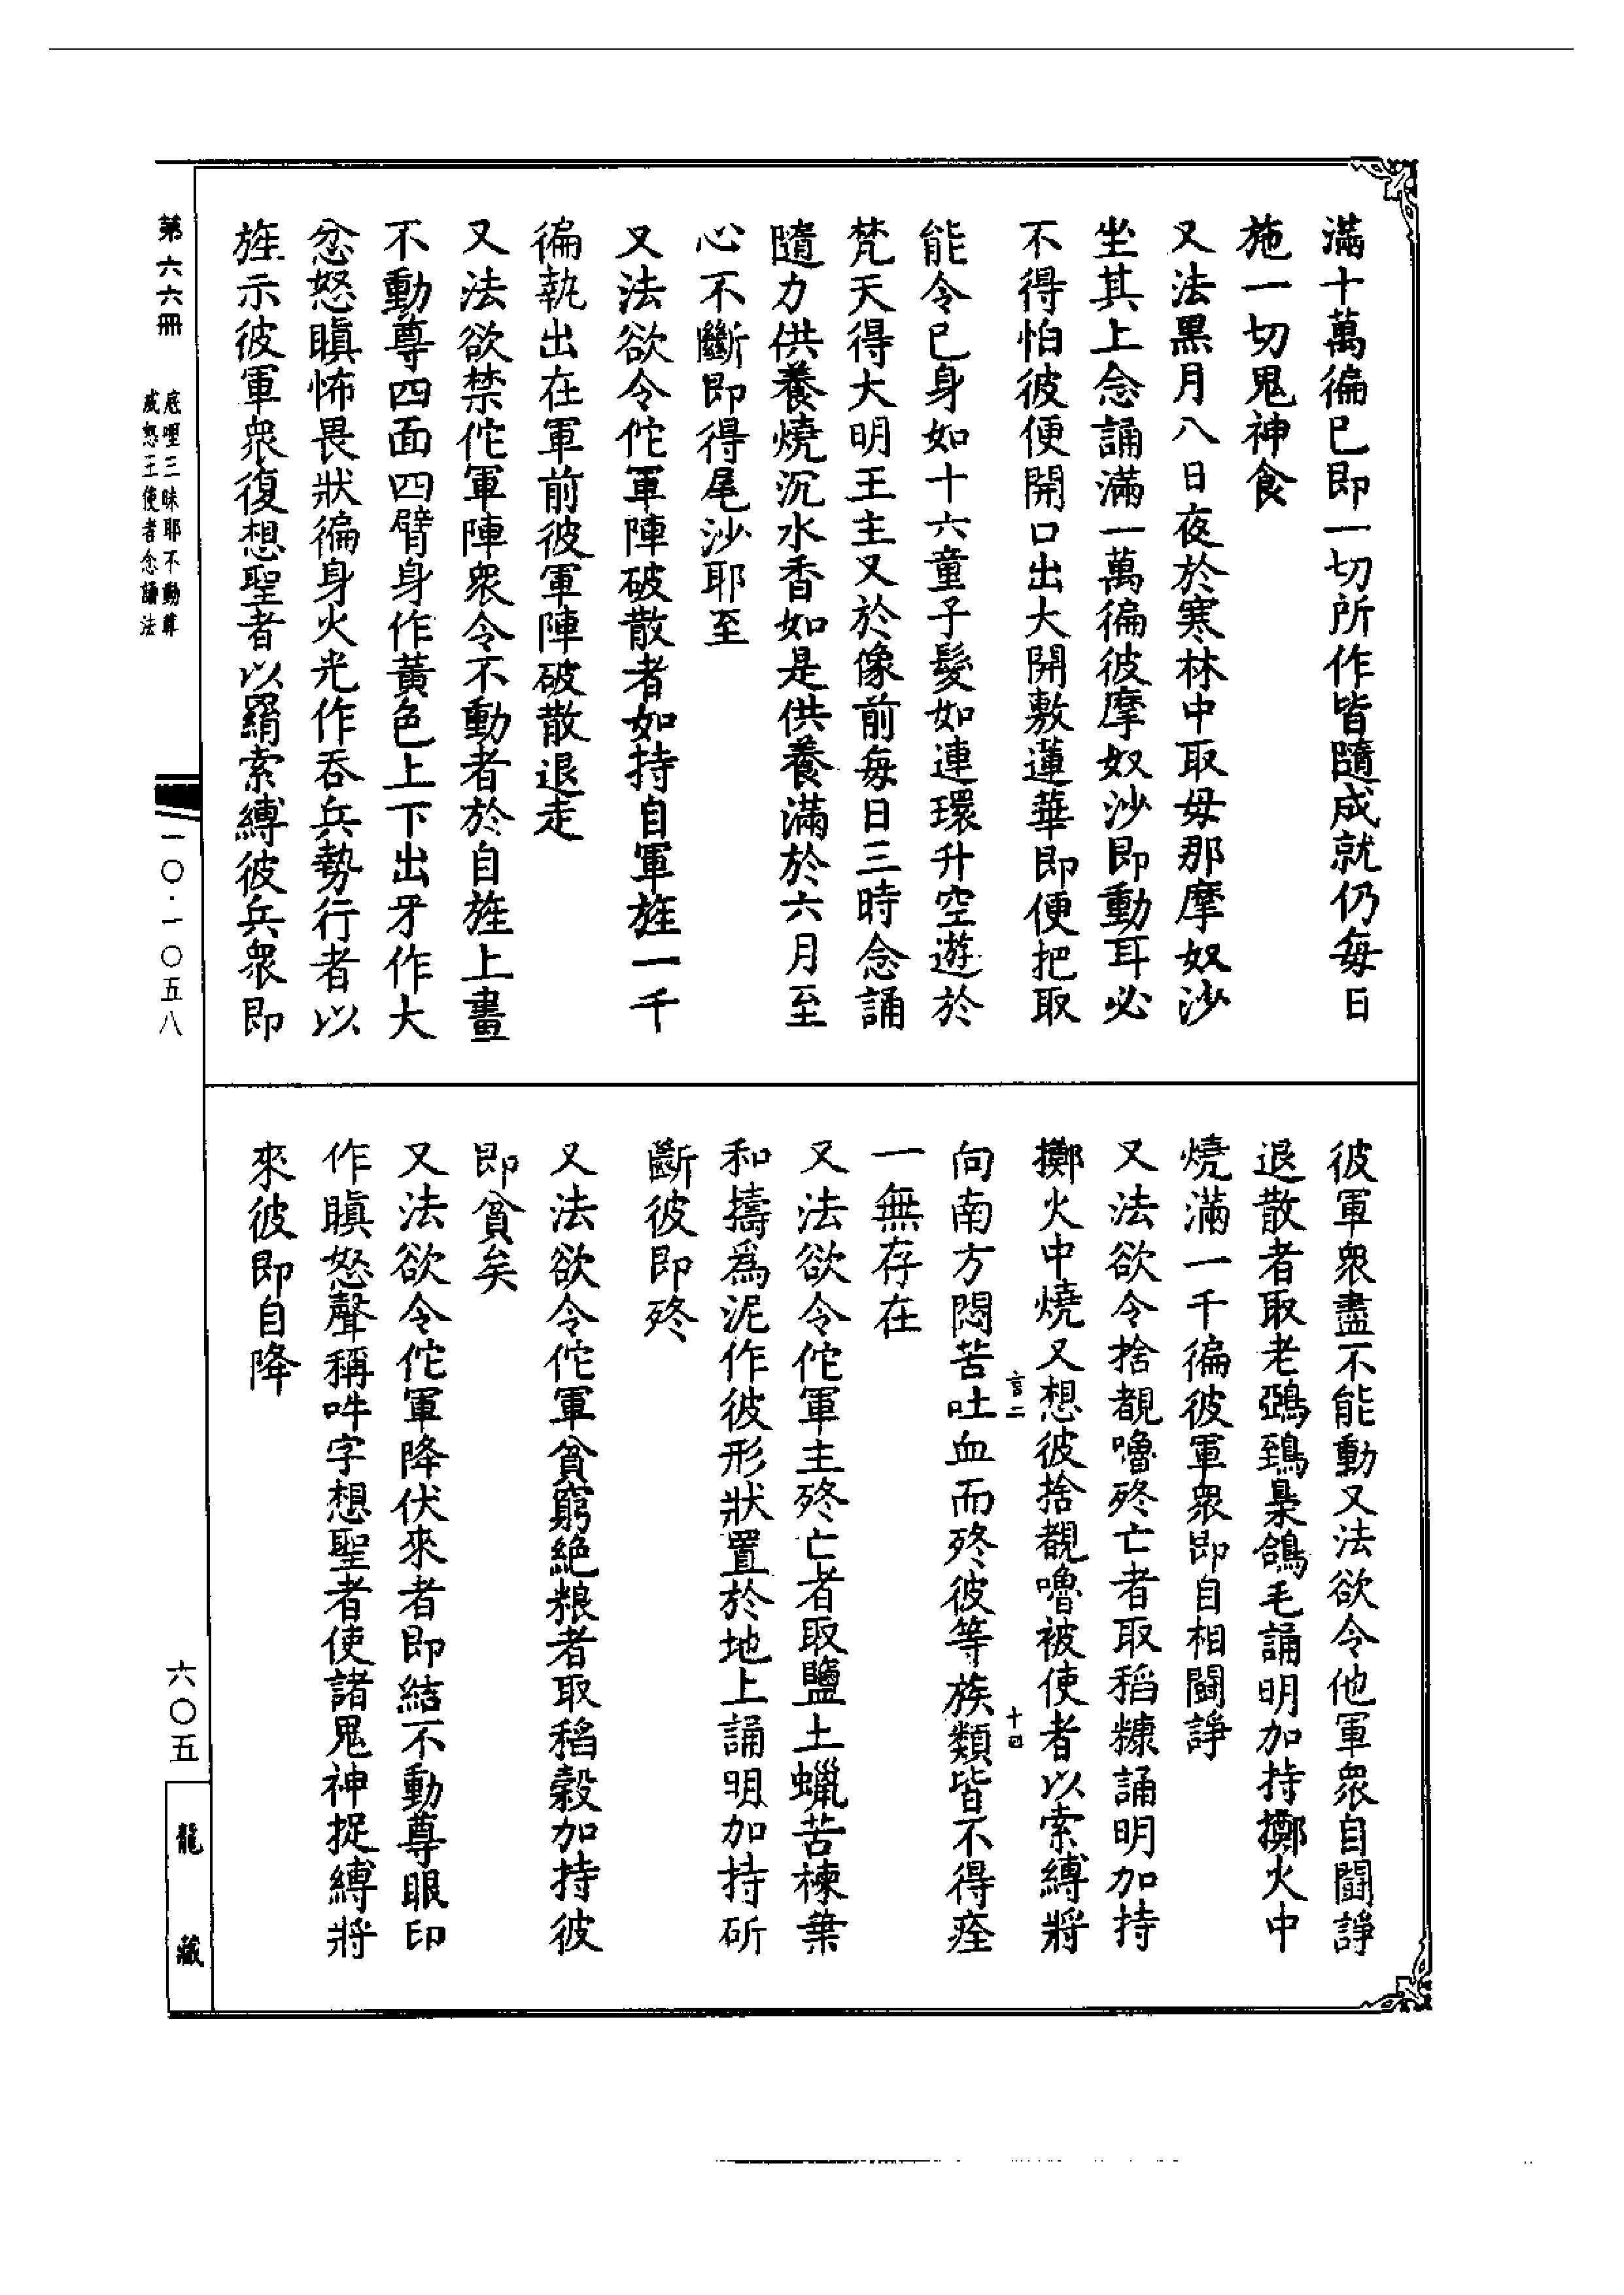 滿十萬徧已即一切所作皆隨成就仍每日
施一切鬼神食
又法黑月八日夜於寒林中取毋那摩奴沙
坐其上念誦滿一萬徧彼摩奴沙即動耳必
不得怕彼便開口出大開敷蓮華即便把取
能令已身如十六童子髮如連環升空遊於
梵天得大明王主又於像前每日三時念誦
隨力供養燒沉水香如是供養滿於六月至
心不斷即得尾沙耶至
又法欲令佗軍陣破散者如持自軍旌一千
徧執出在軍前彼軍陣破散退走
又法欲禁佗軍陣衆令不動者於自旌上畫
不動尊四面四臂身作黃色上下出牙作大
忿怒瞋怖畏狀徧身火光作吞兵勢行者以
旌示彼軍衆復想聖者以羂索縛彼兵衆即
彼軍衆盡不能動又法欲令他軍衆自鬪諍
退散者取老鵶鵄梟鴿毛誦明加持擲火中
燒滿一千徧彼軍衆即自相鬪諍
又法欲令捨覩嚕死亡者取稻糠誦明加持
擲火中燒又想彼捨覩嚕被使者以索縛將
言二
十四
向南方悶苦吐血而死彼等族類皆不得痊
一無存在
又法欲令佗軍主死亡者取鹽土蠟苦楝葉
和擣爲泥作彼形狀置於地上誦明加持斫
斷彼即死
又法欲令佗軍貧窮絕粮者取稻穀加持彼
即貧矣
又法欲令佗軍降伏來者即結不動尊眼印
作瞋怒聲稱吽字想聖者使諸鬼神捉縛將
來彼即自降
第六六冊
底哩三昧耶不動尊
威怒王使者念誦法
一〇·一〇五八
六〇五
龍藏